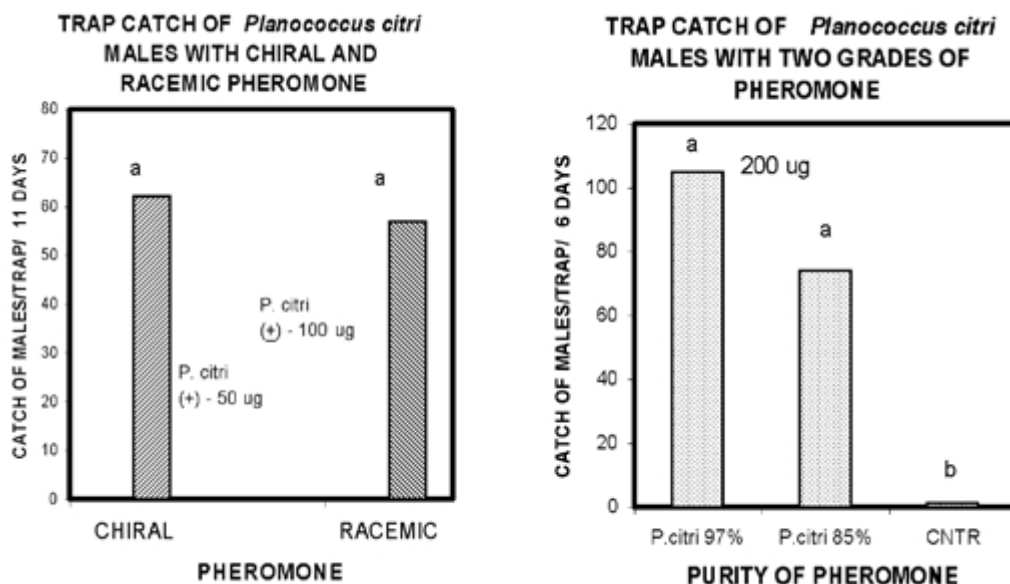 TRAP CATCH OF Planococcus citri
MALES WITH CHIRAL AND
RACEMIC PHEROMONE
CATCH OF MALES/TRAP/ 11 DAYS
80
70
60
50
40
30
20
10
0
a
a
P. citri
(+) - 100 ug
P. citri
(+) - 50 ug
CHIRAL
RACEMIC
PHEROMONE
TRAP CATCH OF Planococcus citri
MALES WITH TWO GRADES OF
PHEROMONE
CATCH OF MALES/TRAP/ 6 DAYS
120
100
80
60
40
20
0
a
200 ug
a
b
P.citri 97%
P.citri 85%
CNTR
PURITY OF PHEROMONE